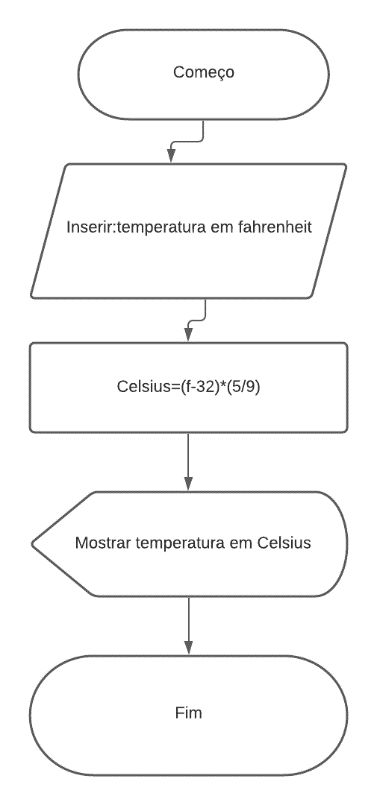 Começo
Inserir:temperatura em fahrenheit
Celsius=(f-32)*(5/9)
Mostrar temperatura em Celsius
Fim